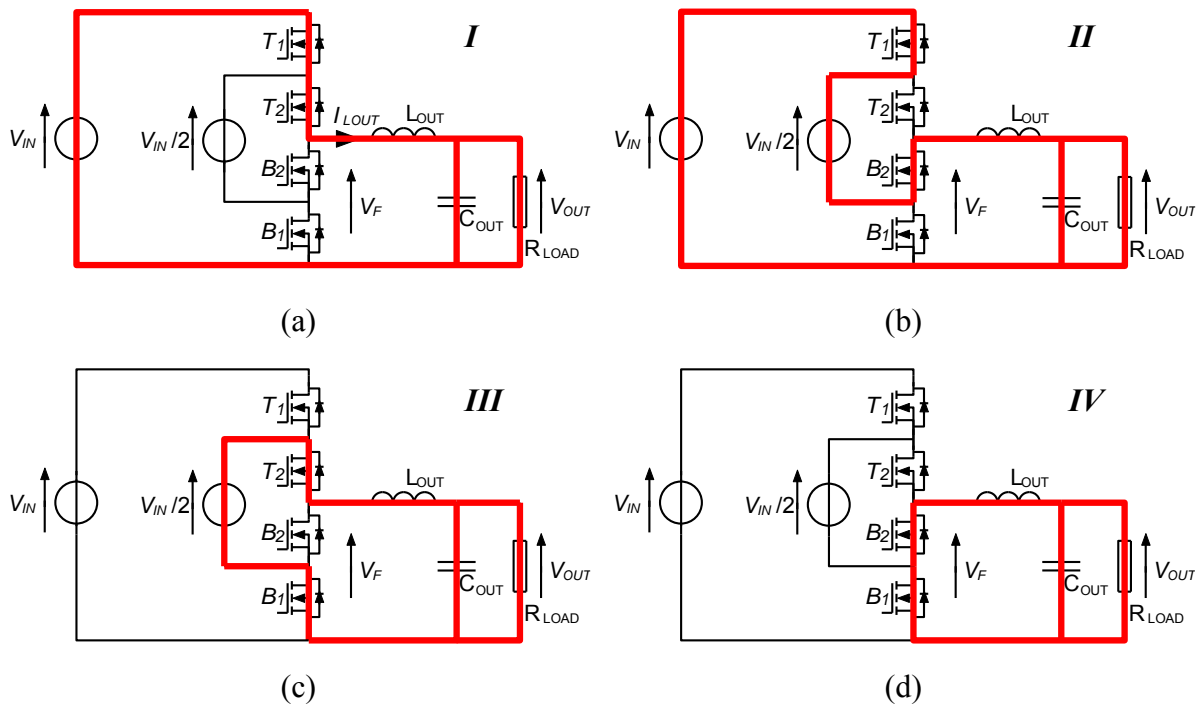 I
T1
T2
ILOUT
LOUT
VIN
VIN/2
B2
VF
COUT
VOUT
B1
RLOAD
(a)
II
T1
T2
LOUT
VIN
VIN/2
B2
VF
COUT
VOUT
B1
RLOAD
(b)
III
T1
T2
LOUT
VIN
VIN/2
B2
VF
COUT
VOUT
B1
RLOAD
(c)
IV
T1
T2
LOUT
VIN
VIN/2
B2
VF
COUT
VOUT
B1
RLOAD
(d)